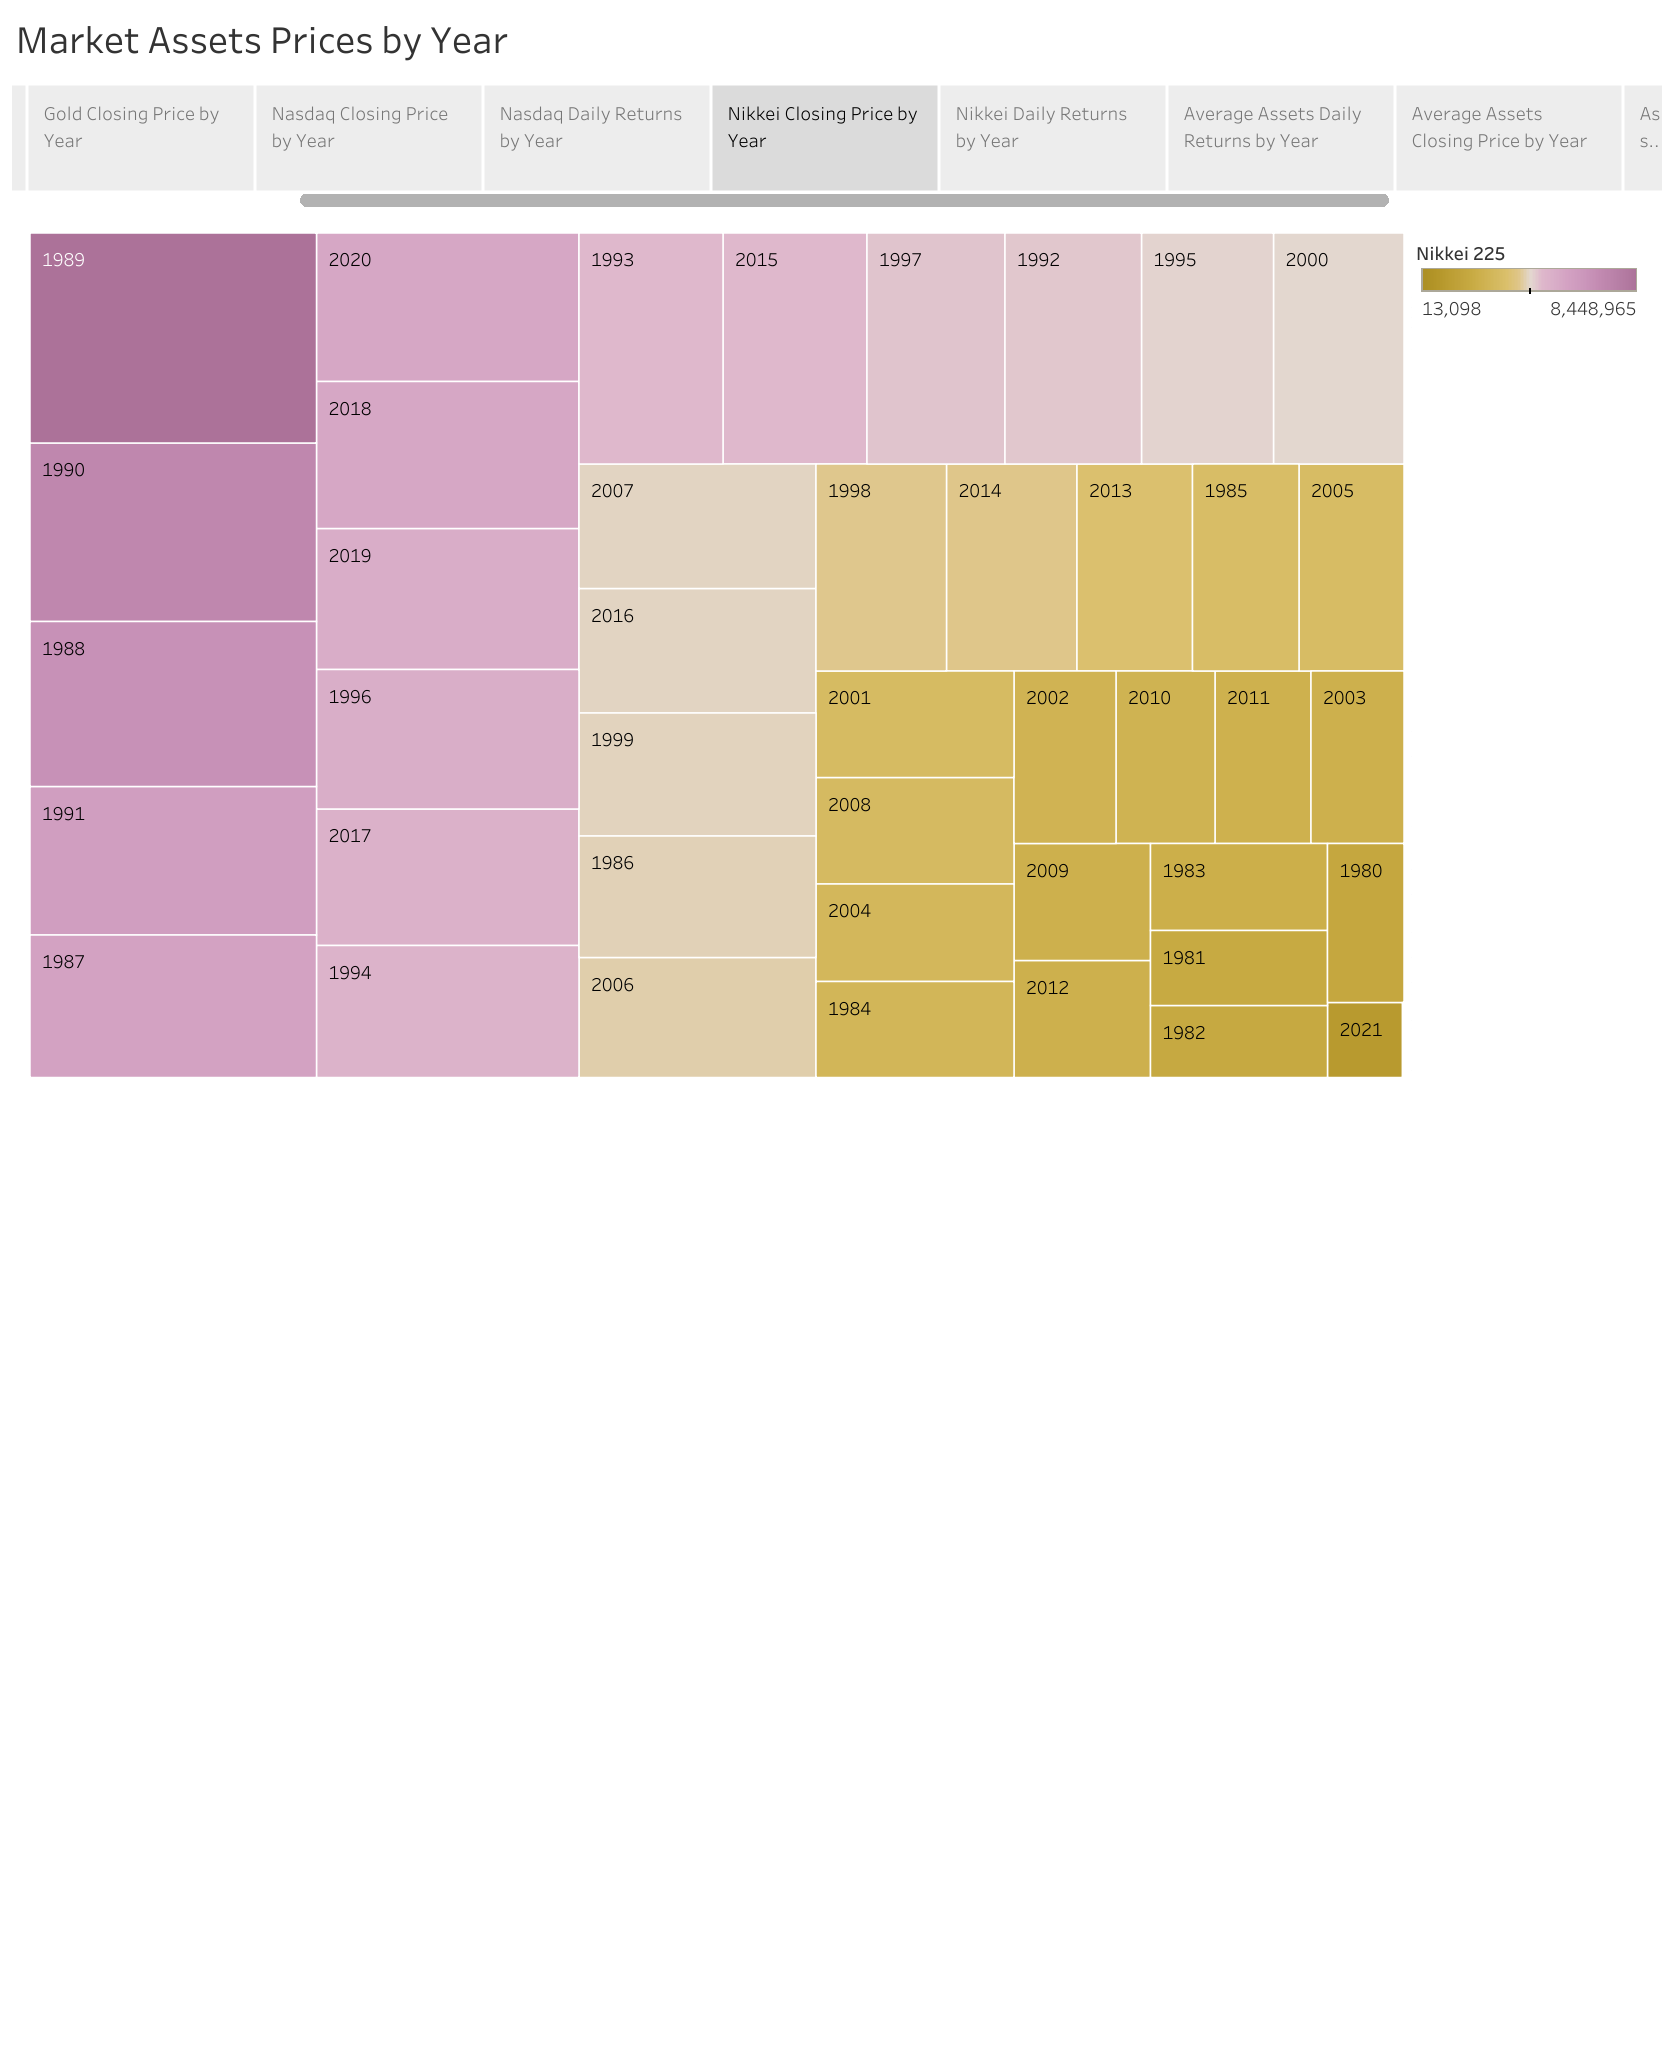 Market Assets Prices by Year
Gold Closing Price by
Year
Nasdaq Closing Price
by Year
Nasdaq Daily Returns
by Year
Nikkei Closing Price by
Year
Nikkei Daily Returns
by Year
Average Assets Daily
Returns by Year
Average Assets
Closing Price by Year
As
s..
Nikkei 225
13,098 8,448,965
1989
1990
1988
1991
1987
2020
2018
2019
1996
2017
1994
1993 2015 1997 1992 1995 2000
2007
2016
1999
1986
2006
1998 2014 2013 1985 2005
2001
2008
2004
1984
2002 2010 2011 2003
2009
2012
1983
1981
1982
1980
2021